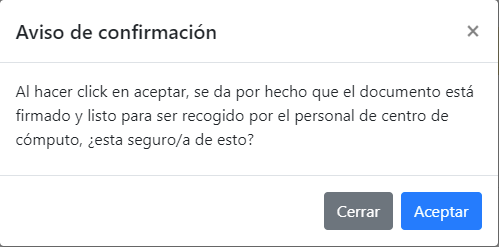 Aviso de confirmación
×
Al hacer click en aceptar, se da por hecho que el documento está
firmado y listo para ser recogido por el personal de centro de
cómputo, ¿esta seguro/a de esto?
Cerrar Aceptar